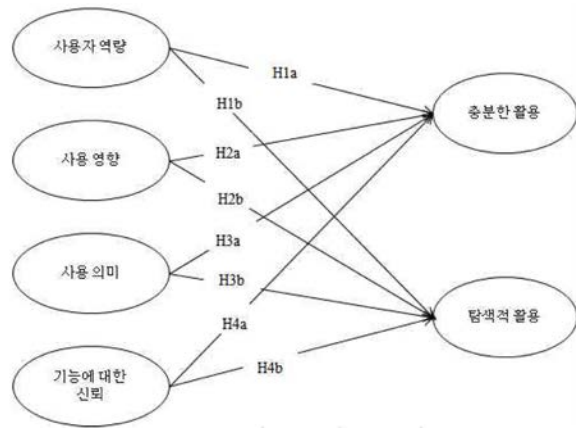 사용자 역량
H1a
H1b
충분한 활용
사용 영향
H2a
H2b
H3a
사용 의미
H3b
탐색적 활용
H4a
기능에 대한
신뢰
H4b